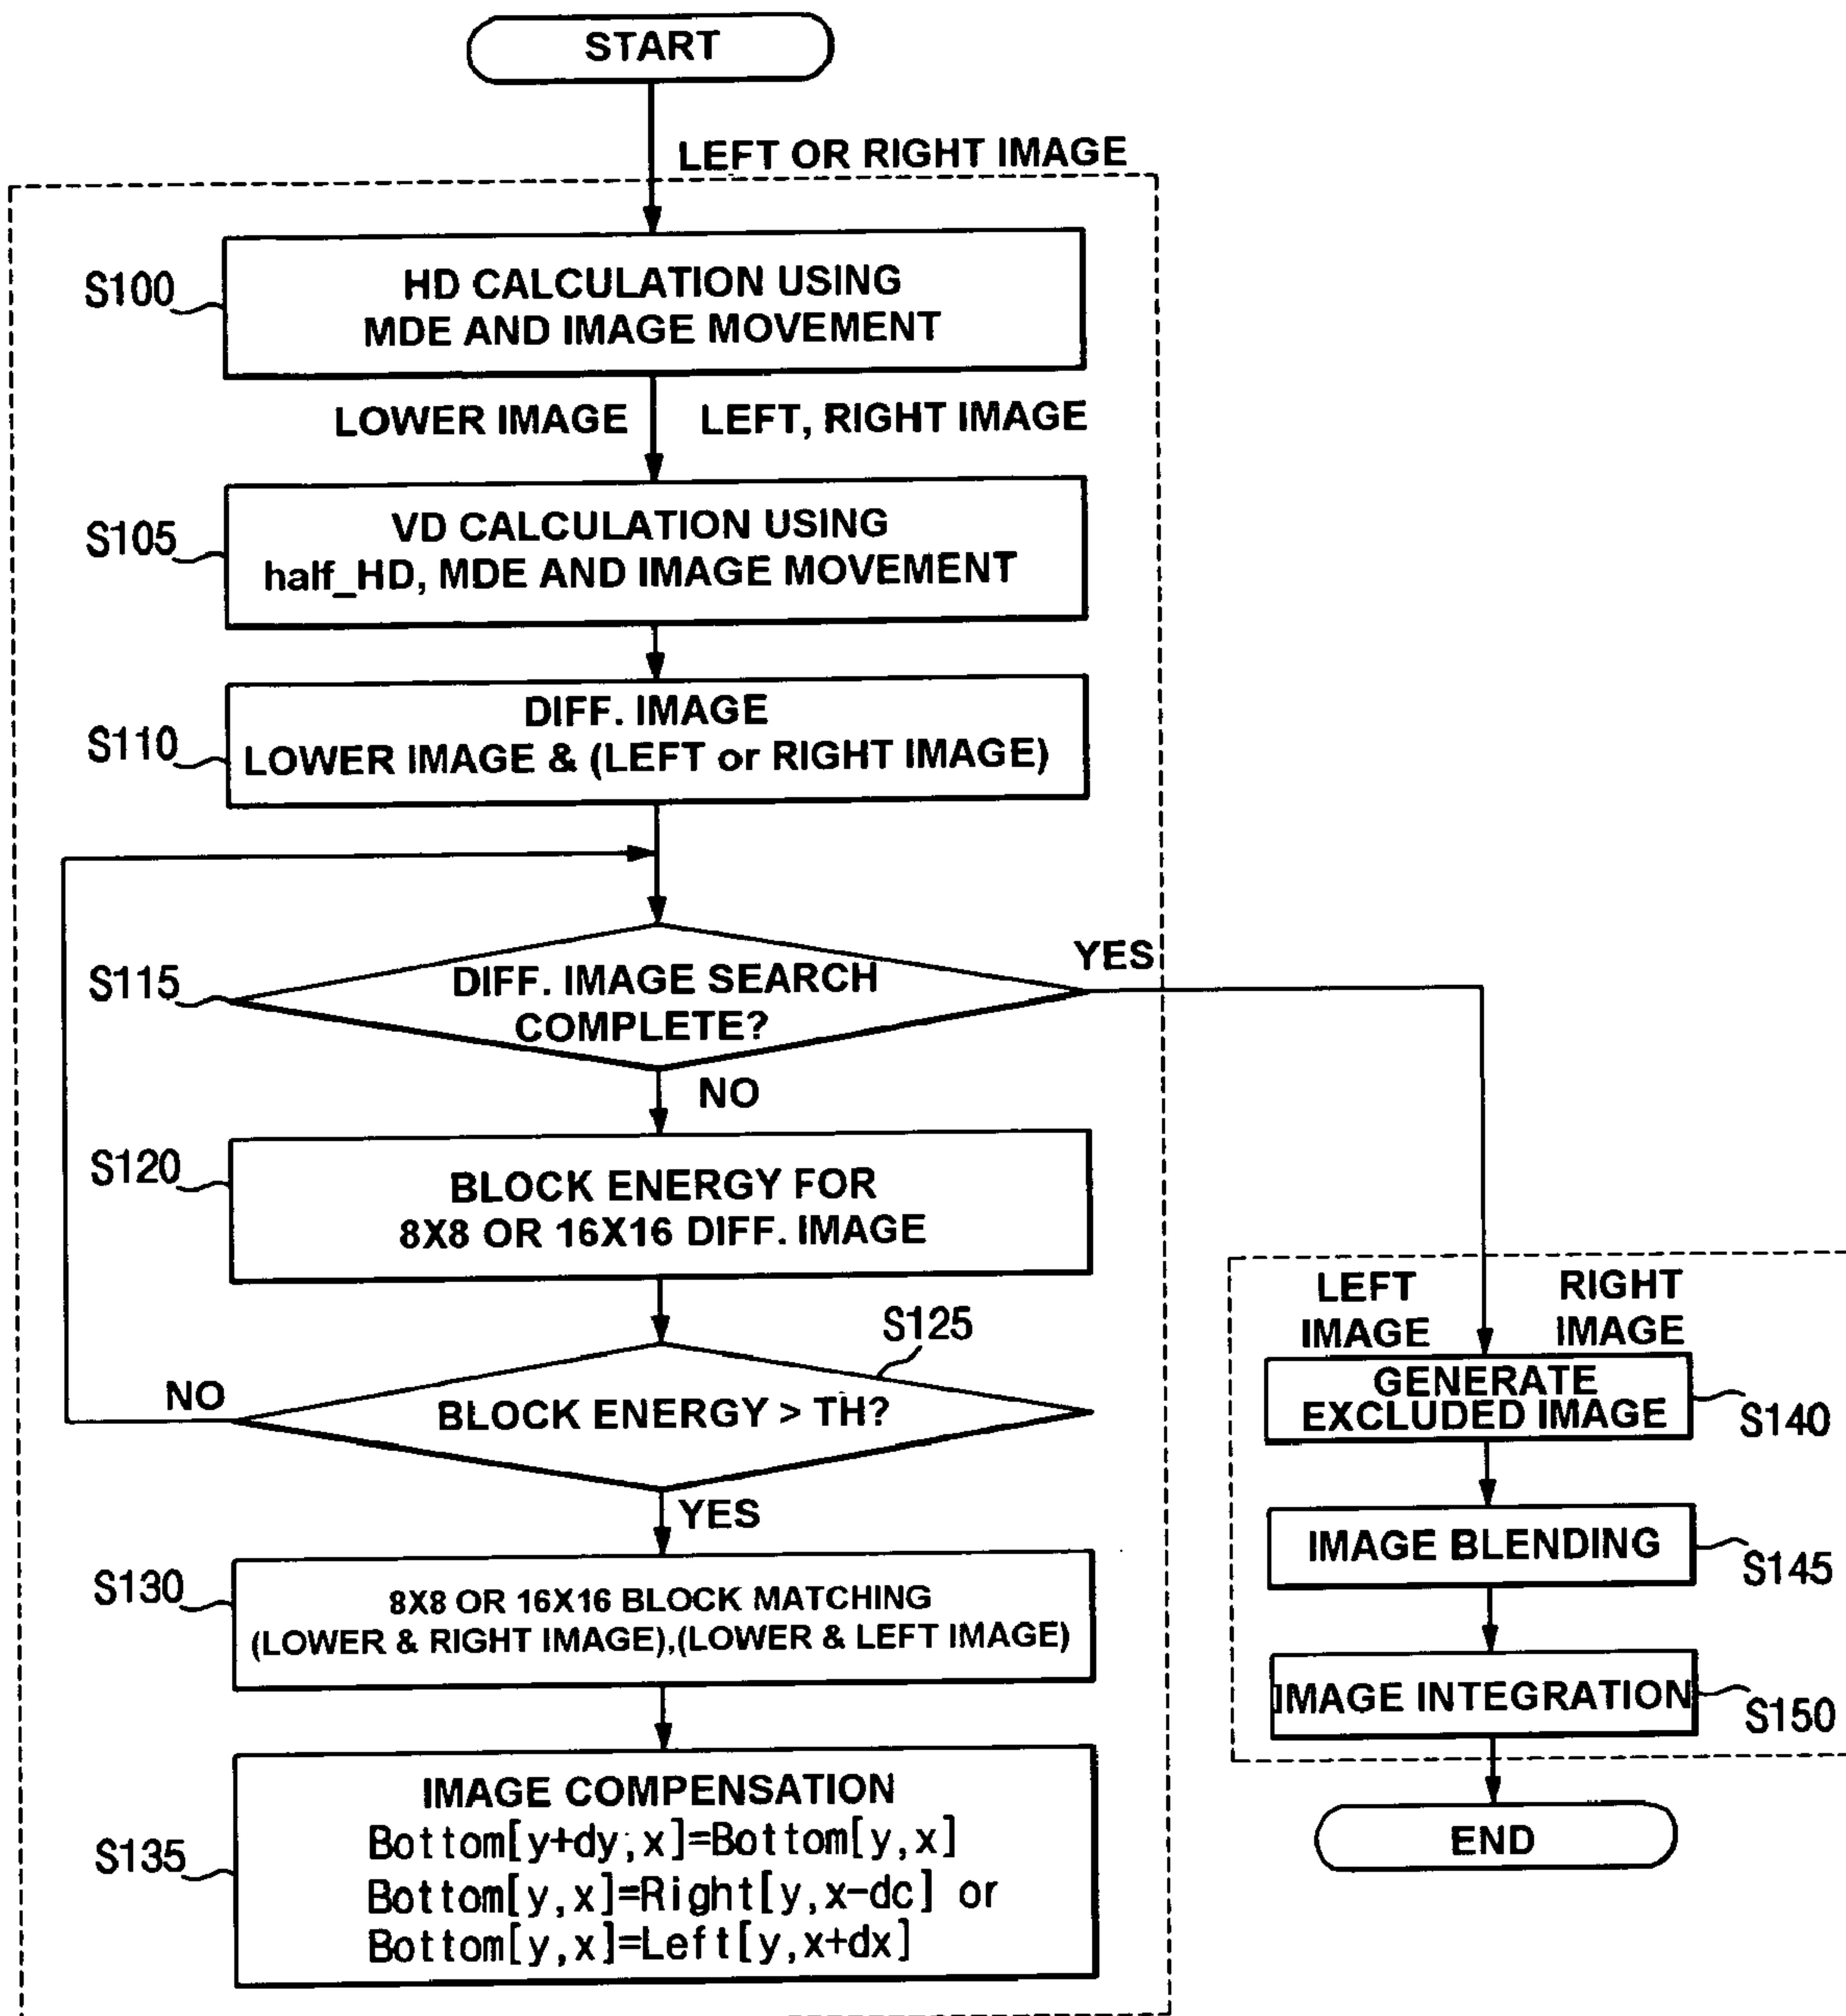 START
LEFT OR RIGHT IMAGE
S100
HD CALCULATION USING
MDE AND IMAGE MOVEMENT
LOWER IMAGE
LEFT, RIGHT IMAGE
S105
VD CALCULATION USING
half_HD, MDE AND IMAGE MOVEMENT
S110
DIFF. IMAGE
LOWER IMAGE & (LEFT or RIGHT IMAGE)
S115
DIFF. IMAGE SEARCH
COMPLETE?
YES
NO
S120
BLOCK ENERGY FOR
8X8 OR 16X16 DIFF. IMAGE
S125
BLOCK ENERGY > TH?
NO
YES
S130
8X8 OR 16X16 BLOCK MATCHING
(LOWER & RIGHT IMAGE),(LOWER & LEFT IMAGE)
S135
IMAGE COMPENSATION
Bottom[y+dy,x]=Bottom[y,x]
Bottom[y,x]=Right[y,x-dc] or
Bottom[y,x]=Left[y,x+dx]
LEFT
IMAGE
RIGHT
IMAGE
GENERATE
EXCLUDED IMAGE
S140
IMAGE BLENDING
S145
IMAGE INTEGRATION
S150
END